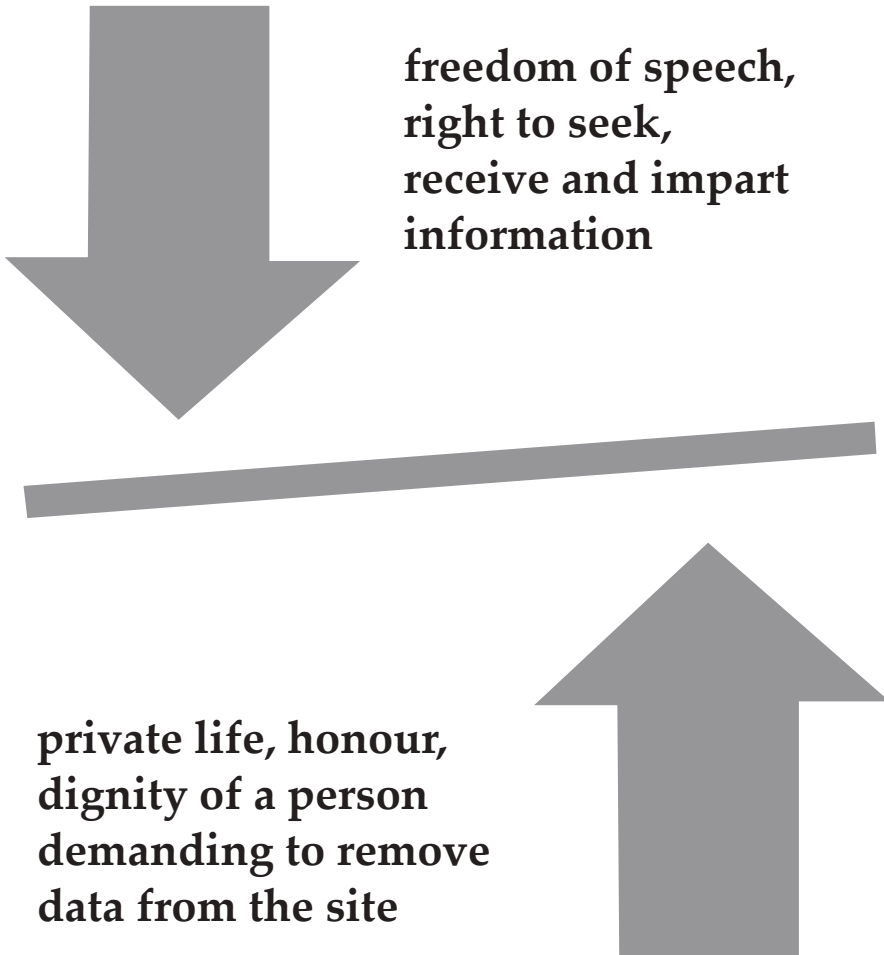 freedom of speech,
right to seek,
receive and impart
information
private life, honour,
dignity of a person
demanding to remove
data from the site